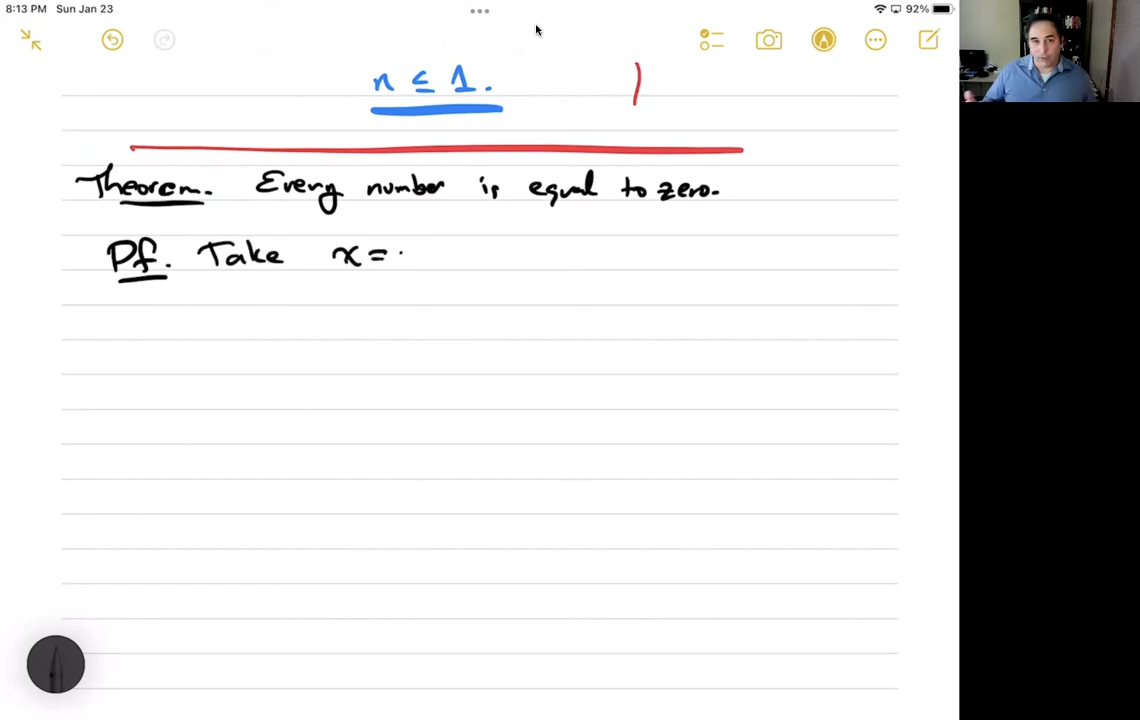 8:13 PM Sun Jan 23 92%
n ≤ 1.
Theorem. Every number is equal to zero.
Pf. Take x = .